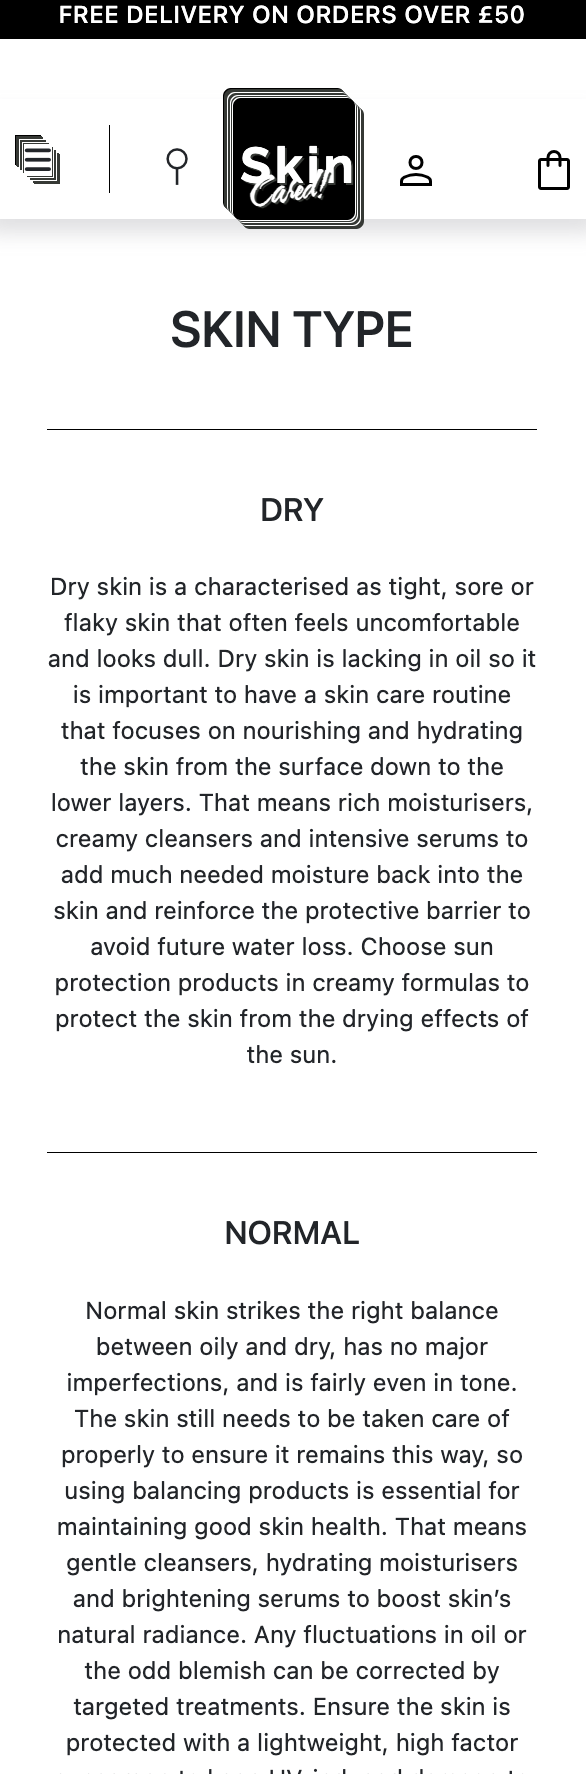 FREE DELIVERY ON ORDERS OVER £50
Skin
Cared!
SKIN TYPE
DRY
Dry skin is a characterised as tight, sore or
flaky skin that often feels uncomfortable
and looks dull. Dry skin is lacking in oil so it
is important to have a skin care routine
that focuses on nourishing and hydrating
the skin from the surface down to the
lower layers. That means rich moisturisers,
creamy cleansers and intensive serums to
add much needed moisture back into the
skin and reinforce the protective barrier to
avoid future water loss. Choose sun
protection products in creamy formulas to
protect the skin from the drying effects of
the sun.
NORMAL
Normal skin strikes the right balance
between oily and dry, has no major
imperfections, and is fairly even in tone.
The skin still needs to be taken care of
properly to ensure it remains this way, so
using balancing products is essential for
maintaining good skin health. That means
gentle cleansers, hydrating moisturisers
and brightening serums to boost skin’s
natural radiance. Any fluctuations in oil or
the odd blemish can be corrected by
targeted treatments. Ensure the skin is
protected with a lightweight, high factor